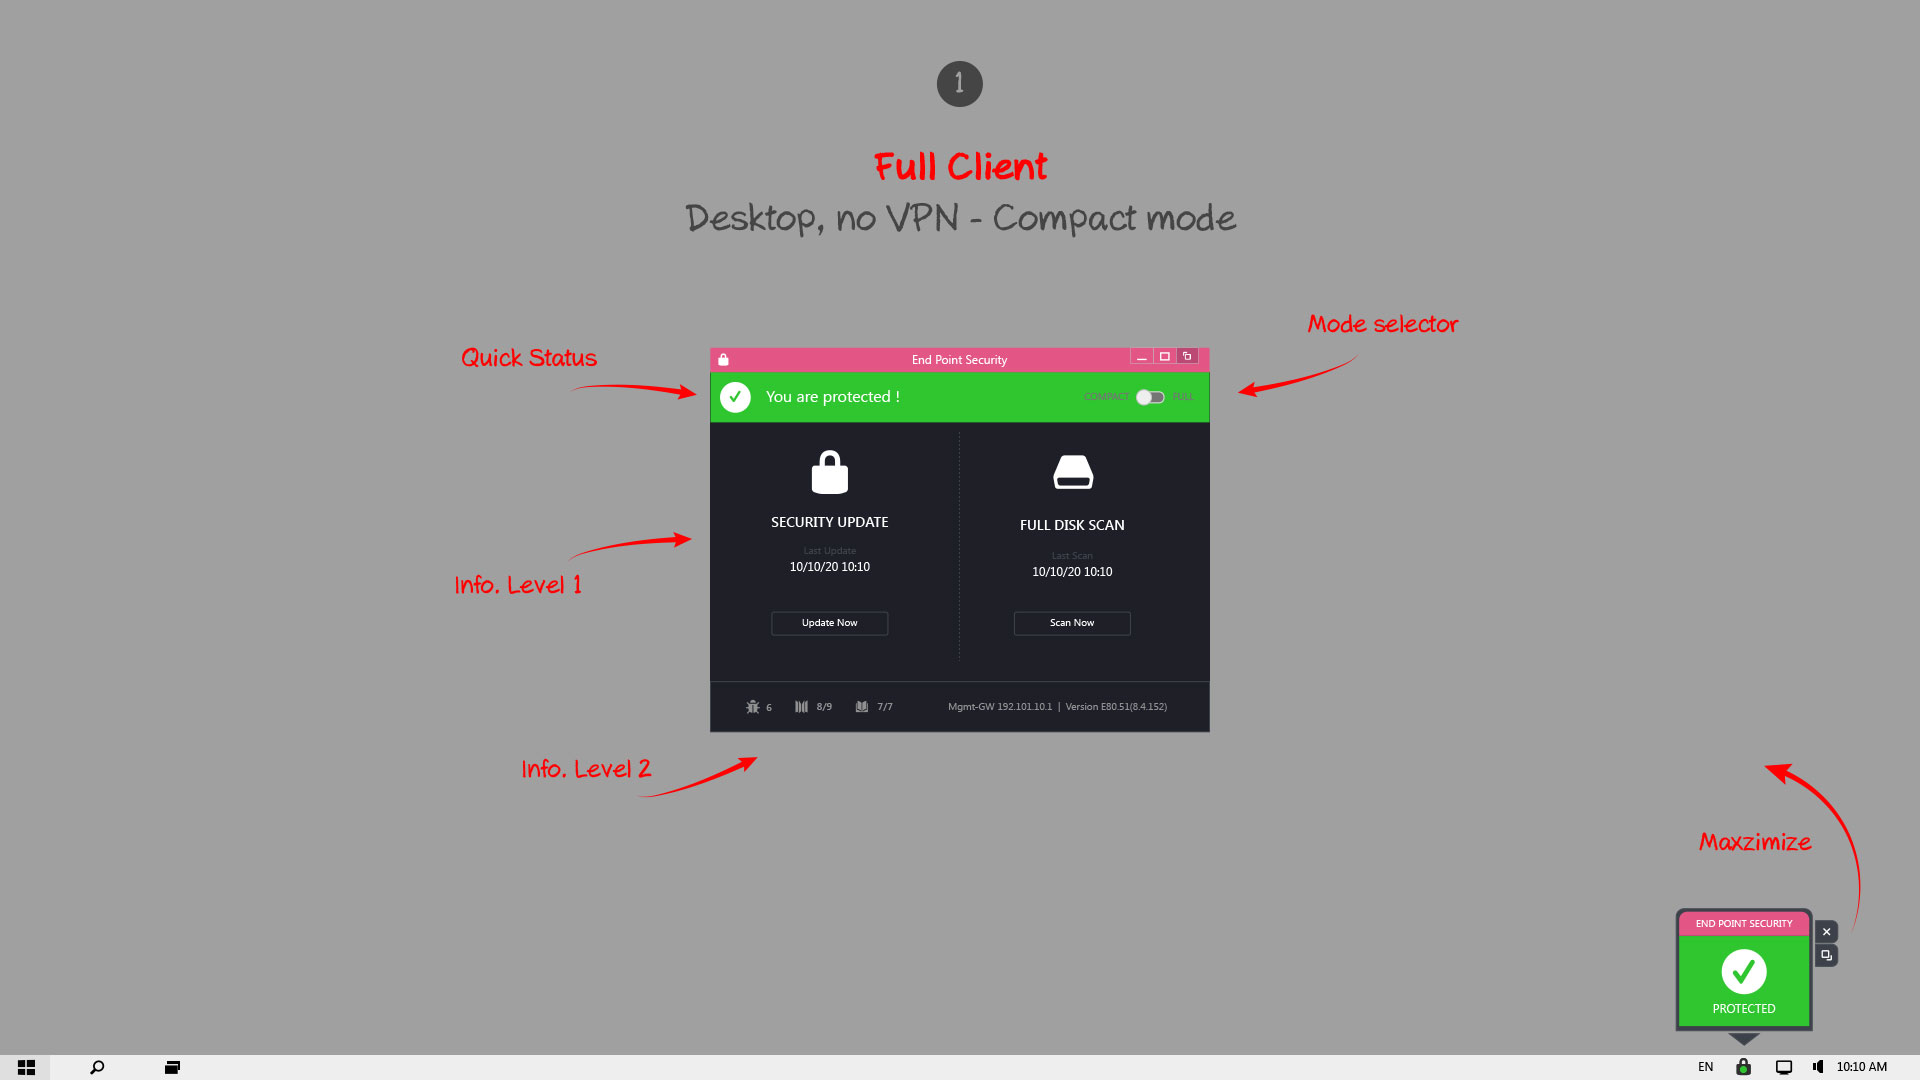 1
Full Client
Desktop, no VPN - Compact mode
Mode selector
Quick Status
End Point Security
You are protected !
COMPACT
FULL
SECURITY UPDATE
Last Update
10/10/20 10:10
Update Now
FULL DISK SCAN
Last Scan
10/10/20 10:10
Scan Now
Info. Level 1
6
8/9
7/7
Mgmt-GW 192.101.10.1 | Version E80.51(8.4.152)
Info. Level 2
Maxzimize
END POINT SECURITY
PROTECTED
EN
10:10 AM